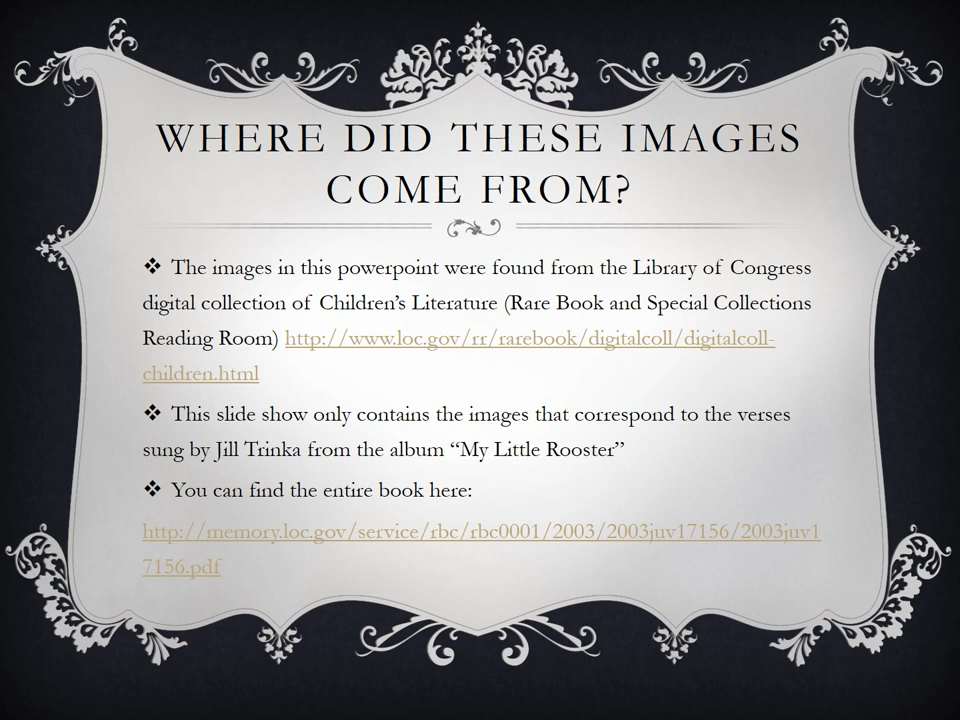 WHERE DID THESE IMAGES
COME FROM?
❖ The images in this powerpoint were found from the Library of Congress
digital collection of Children’s Literature (Rare Book and Special Collections
Reading Room) http://www.loc.gov/rr/rarebook/digitalcoll/digitalcoll-
children.html
❖ This slide show only contains the images that correspond to the verses
sung by Jill Trinka from the album “My Little Rooster”
❖ You can find the entire book here:
http://memory.loc.gov/service/rbc/rbc0001/2003/2003juv17156/2003juv1
7156.pdf